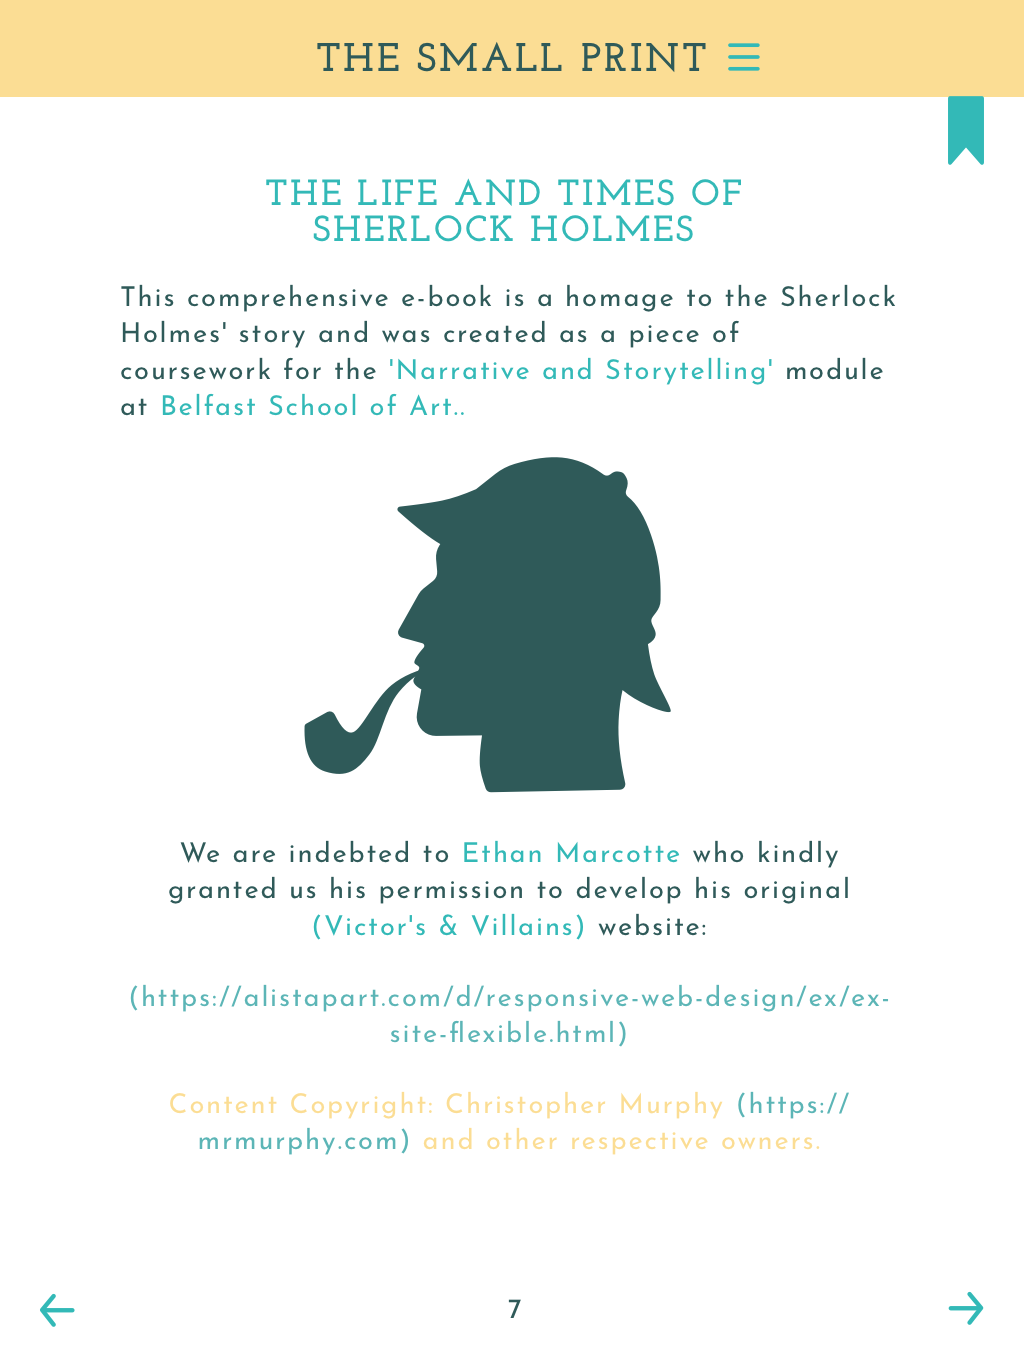 THE SMALL PRINT
THE LIFE AND TIMES OF
SHERLOCK HOLMES
This comprehensive e-book is a homage to the Sherlock
Holmes' story and was created as a piece of
coursework for the 'Narrative and Storytelling' module
at Belfast School of Art..
We are indebted to Ethan Marcotte who kindly
granted us his permission to develop his original
(Victor's & Villains) website:
(https://alistapart.com/d/responsive-web-design/ex/ex-
site-flexible.html)
Content Copyright: Christopher Murphy (https://
mrmurphy.com) and other respective owners.
7